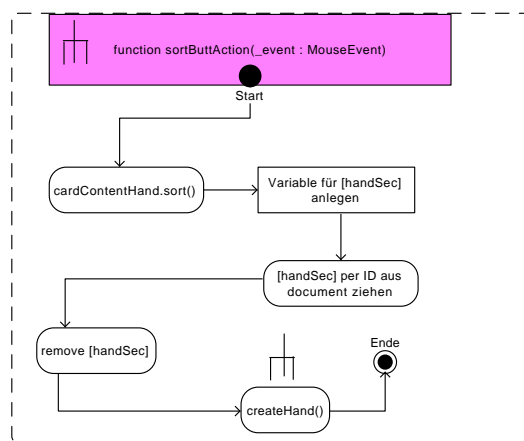 function sortButtAction(_event : MouseEvent)
Start
cardContentHand.sort()
Variable für [handSec]
anlegen
[handSec] per ID aus
document ziehen
remove [handSec]
Ende
createHand()